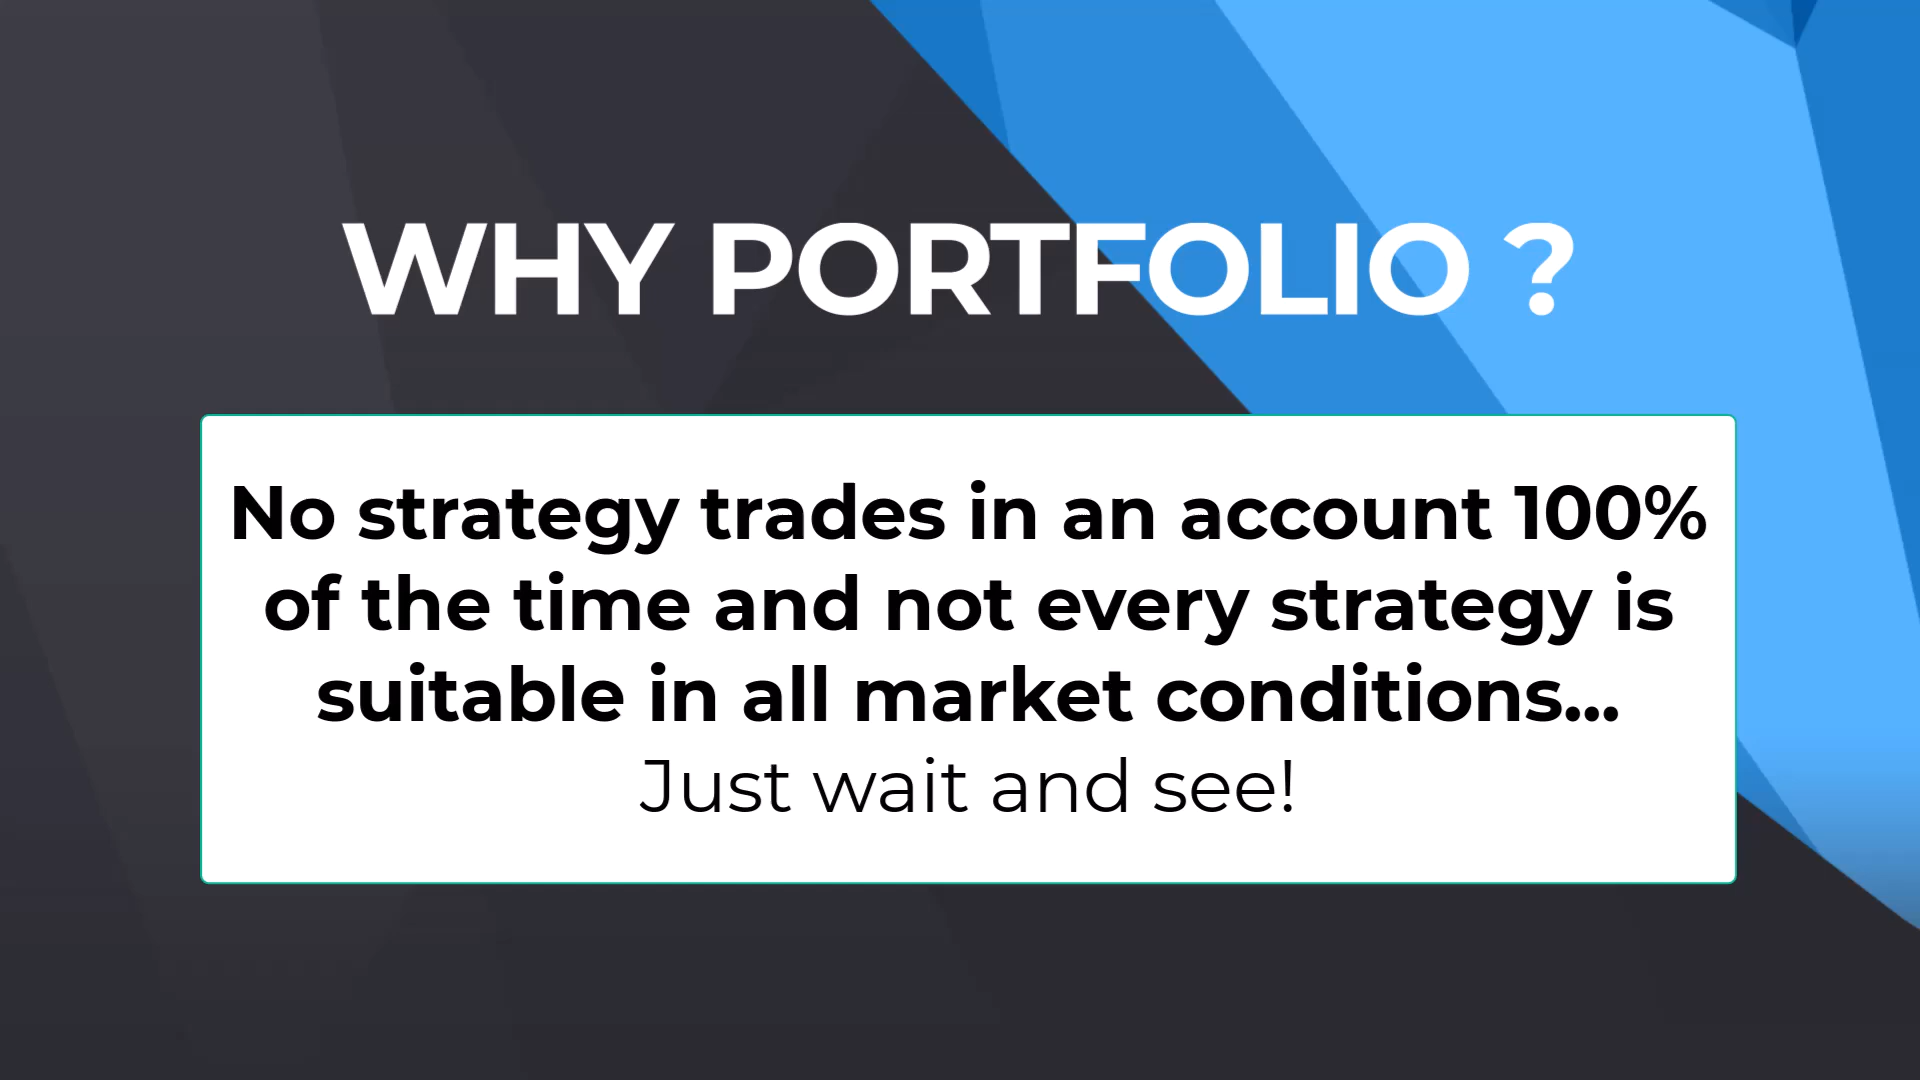 WHY PORTFOLIO ?
No strategy trades in an account 100%
of the time and not every strategy is
suitable in all market conditions...
Just wait and see!